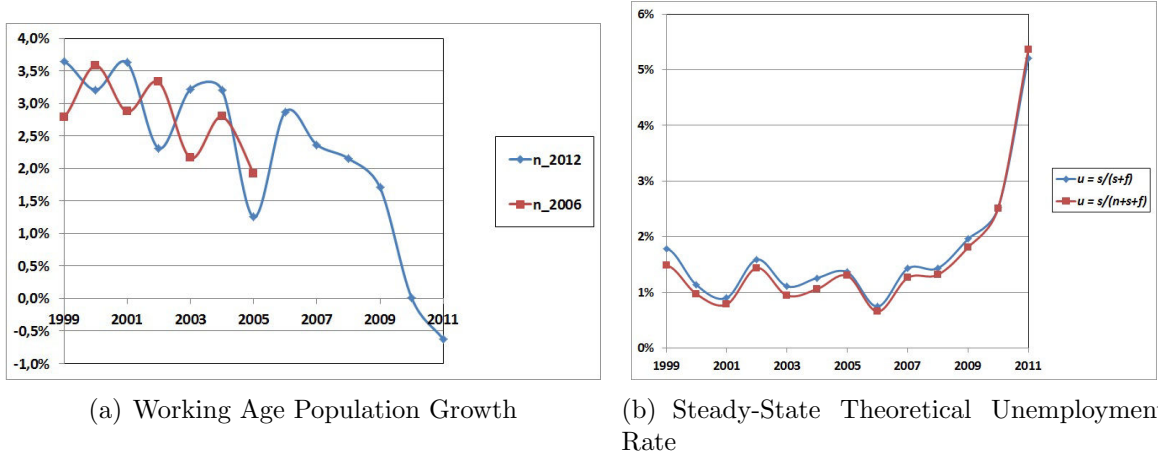 4,0%
3,5%
3,0%
2,5%
2,0%
1,5%
1,0%
0,5%
0,0%
-0,5%
-1,0%
1999 2001 2003 2005 2007 2009 2011
n_2012
n_2006
(a) Working Age Population Growth
6%
5%
4%
3%
2%
1%
0%
1999 2001 2003 2005 2007 2009 2011
u = s/(s+f)
u = s/(n+s+f)
(b) Steady-State Theoretical Unemployment
Rate